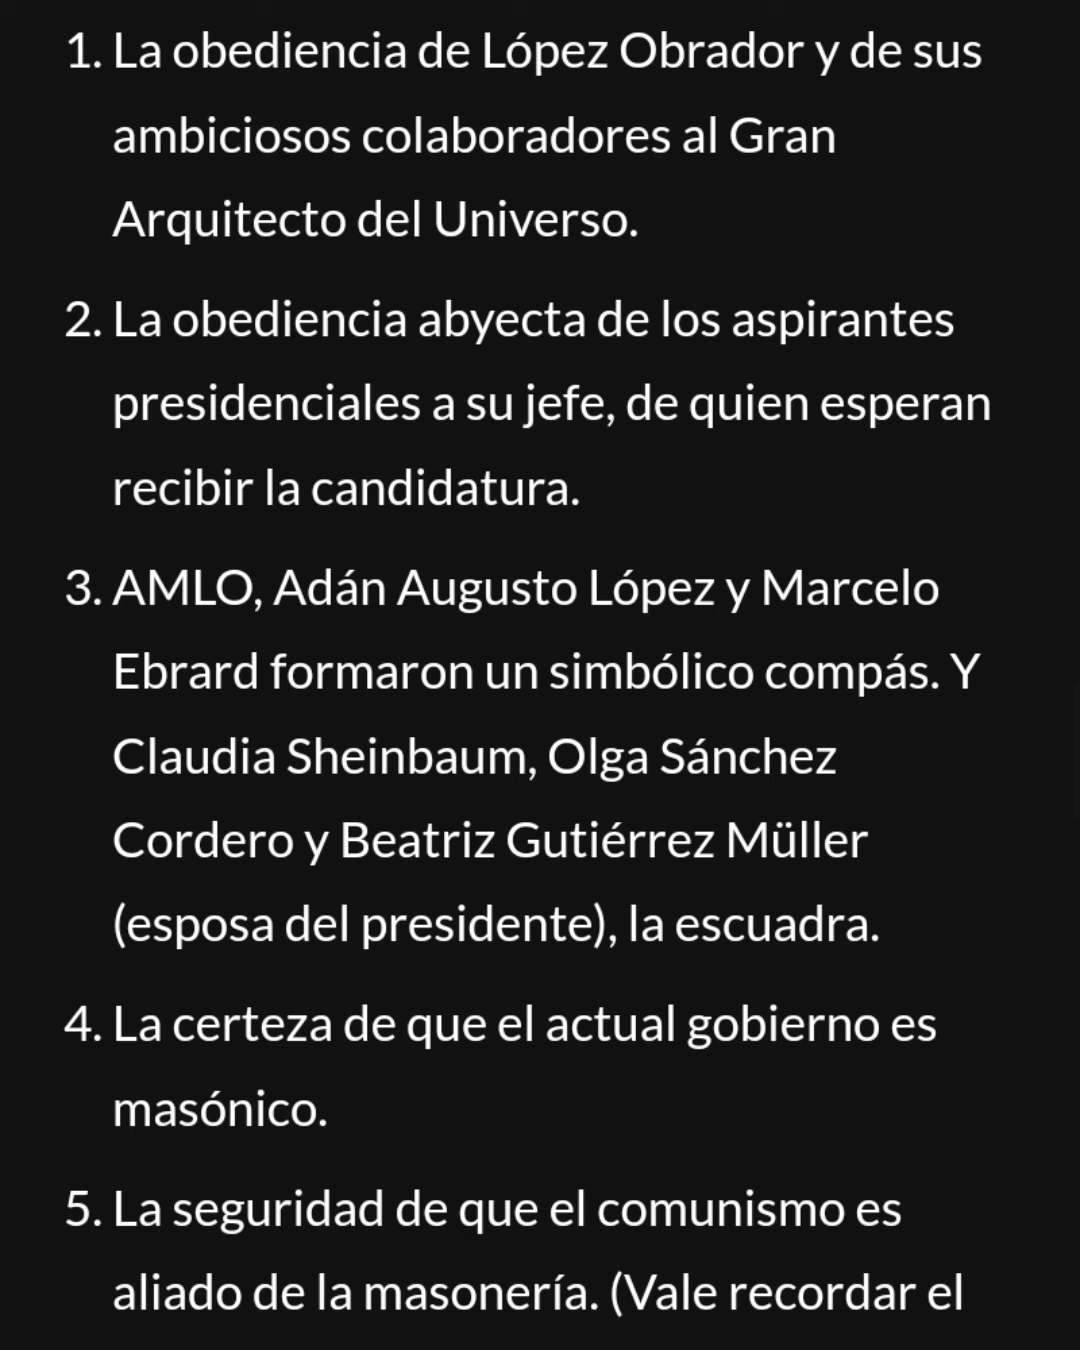 1. La obediencia de López Obrador y de sus
ambiciosos colaboradores al Gran
Arquitecto del Universo.
2. La obediencia abyecta de los aspirantes
presidenciales a su jefe, de quien esperan
recibir la candidatura.
3. AMLO, Adán Augusto López y Marcelo
Ebrard formaron un simbólico compás. Y
Claudia Sheinbaum, Olga Sánchez
Cordero y Beatriz Gutiérrez Müller
(esposa del presidente), la escuadra.
4. La certeza de que el actual gobierno es
masónico.
5. La seguridad de que el comunismo es
aliado de la masonería. (Vale recordar el